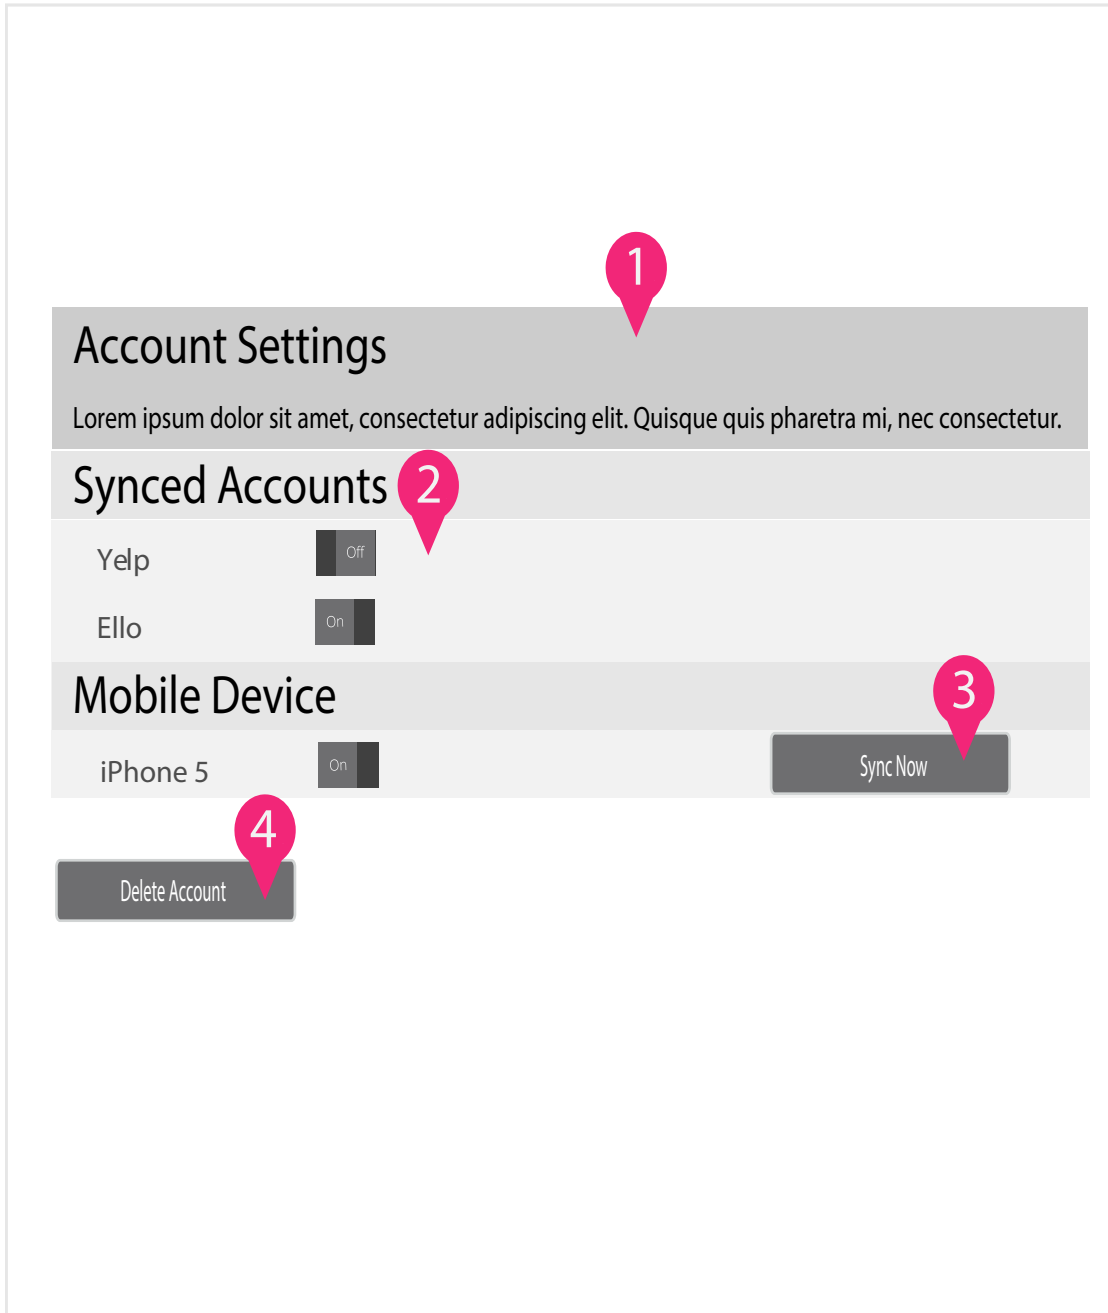 1
Account Settings
Lorem ipsum dolor sit amet, consectetur adipiscing elit. Quisque quis pharetra mi, nec consectetur.
Synced Accounts 2
Yelp Off
Ello On
Mobile Device 3
iPhone 5 On Sync Now
4
Delete Account